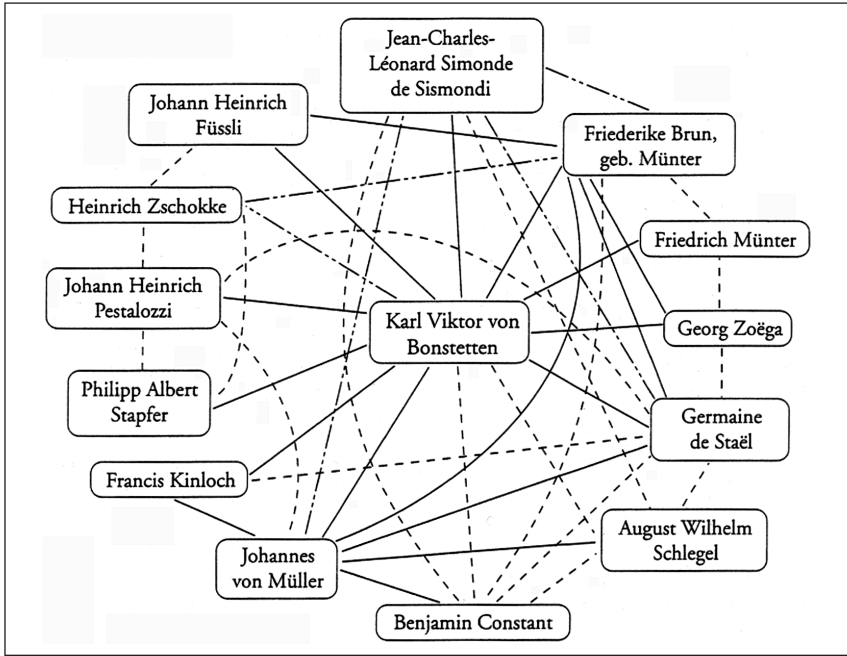 Jean-Charles-
Léonard Simonde
de Sismondi
Johann Heinrich
Füssli
Friederike Brun,
geb. Münter
Heinrich Zschokke
Friedrich Münter
Johann Heinrich
Pestalozzi
Karl Viktor von
Bonstetten
Georg Zoëga
Philipp Albert
Stapfer
Germaine
de Staël
Francis Kinloch
August Wilhelm
Schlegel
Johannes
von Müller
Benjamin Constant